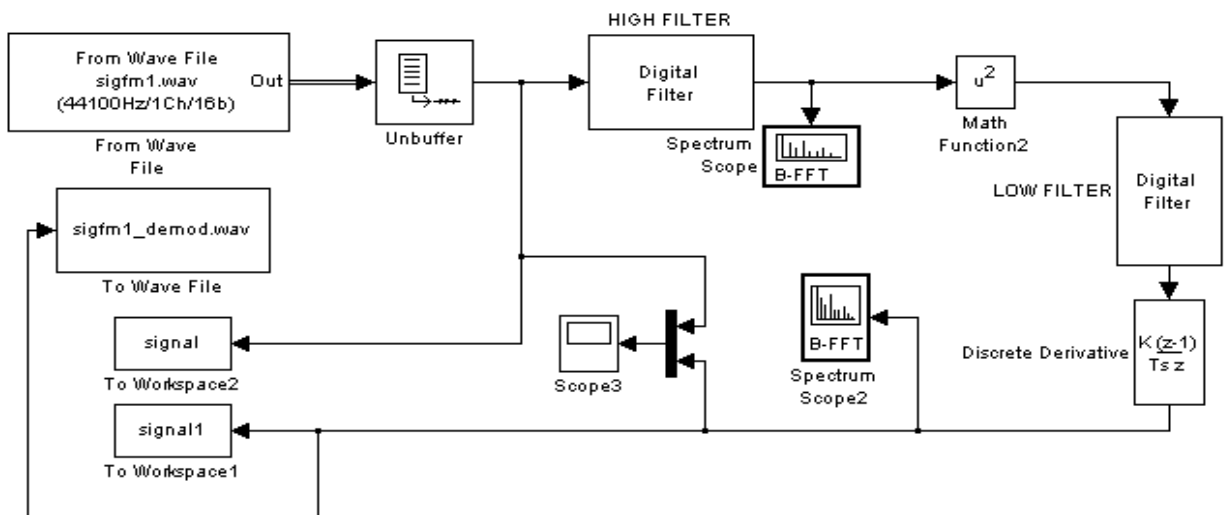 HIGH FILTER
From Wave File
sigfm1.wav
(44100Hz/1Ch/16b)
Out
From Wave
File
Unbuffer
Digital
Filter
Spectrum
Scope
B-FFT
u2
Math
Function2
LOW FILTER
Digital
Filter
sigfm1_demod.wav
To Wave File
signal
To Workspace2
Scope3
B-FFT
Spectrum
Scope2
Discrete Derivative
K (z-1)
Ts z
signal1
To Workspace1